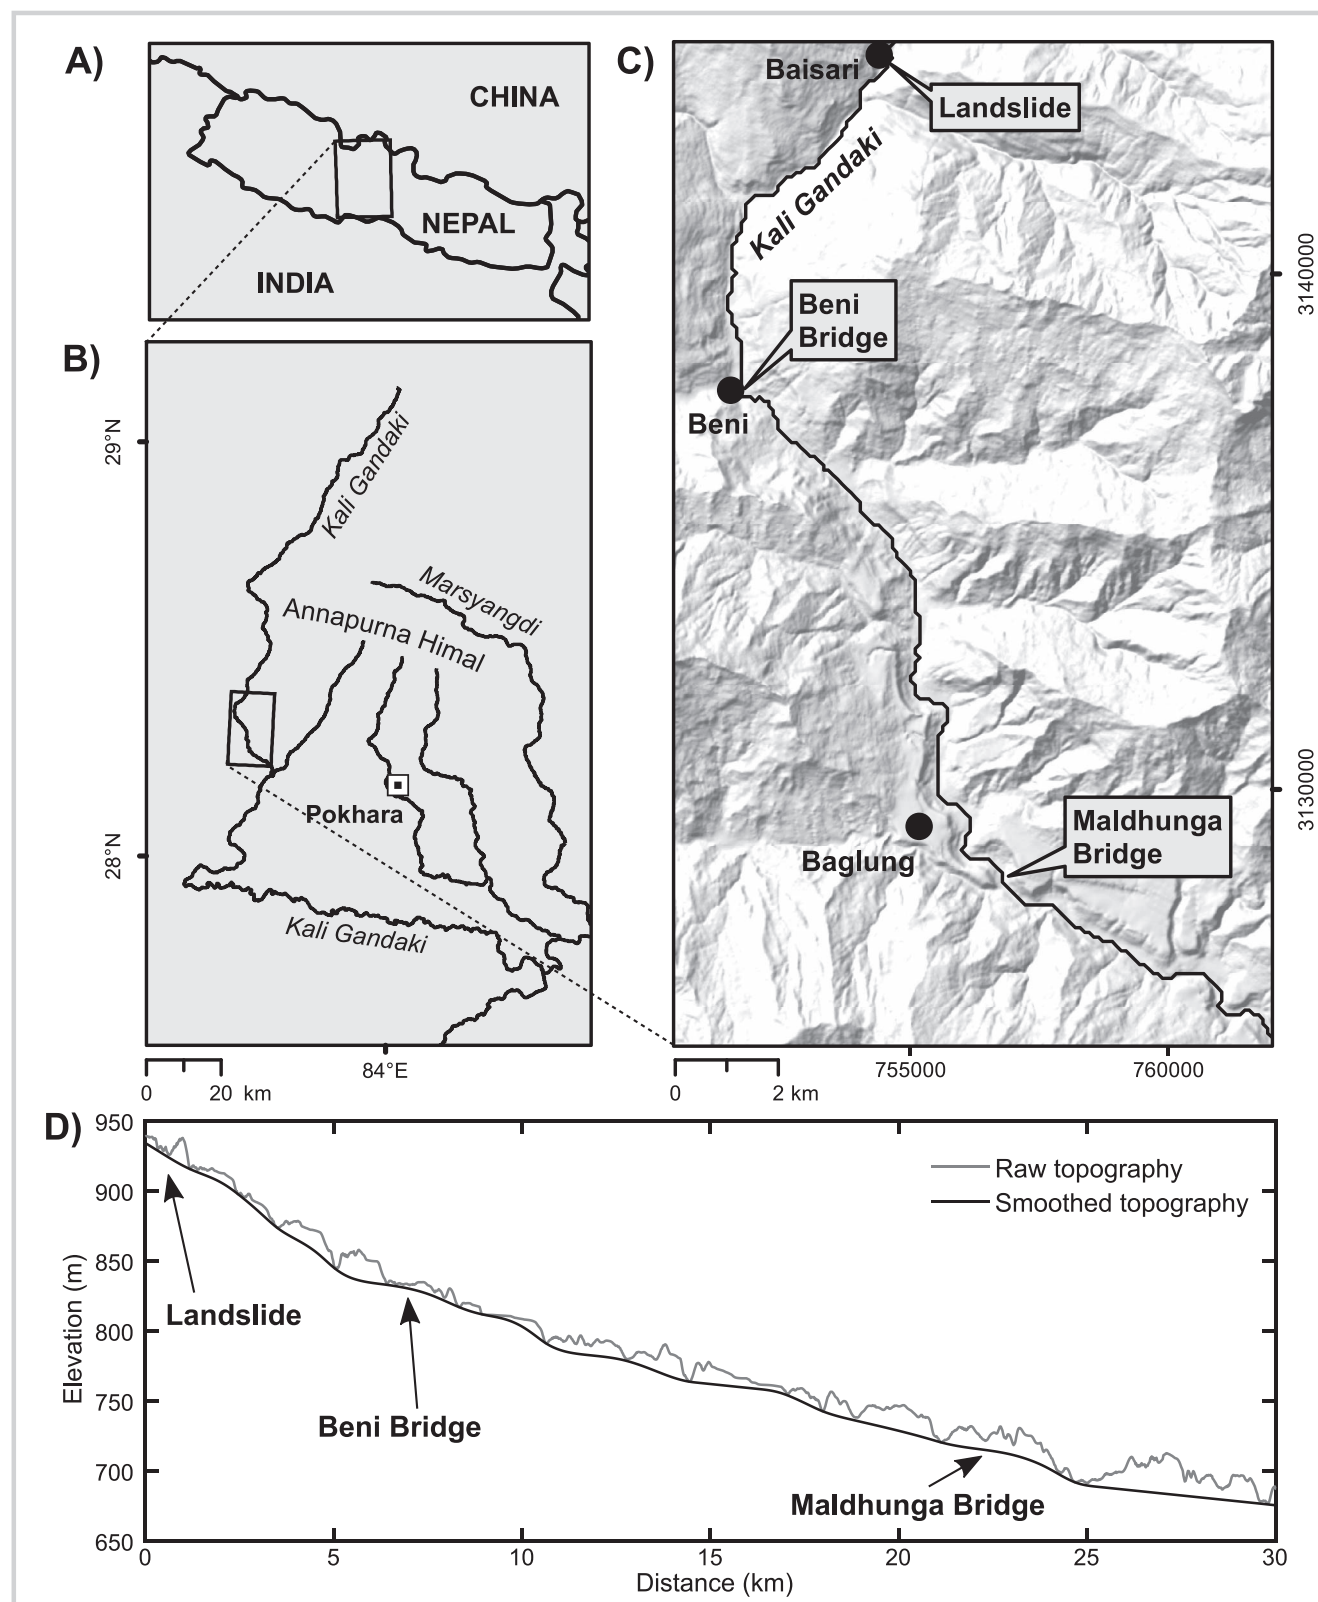 A)
CHINA
NEPAL
INDIA
B)
29°N
28°N
Kali Gandaki
Marsyangdi
Annapurna Himal
Pokhara
Kali Gandaki
84°E
0 20 km
C)
Baisari
Landslide
Kali Gandaki
Beni
Bridge
Beni
Maldhunga
Bridge
Baglung
3140000
3130000
755000 760000
0 2 km
D)
950
900
850
800
750
700
650
Elevation (m)
Raw topography
Smoothed topography
Landslide
Beni Bridge
Maldhunga Bridge
0 5 10 15 20 25 30
Distance (km)